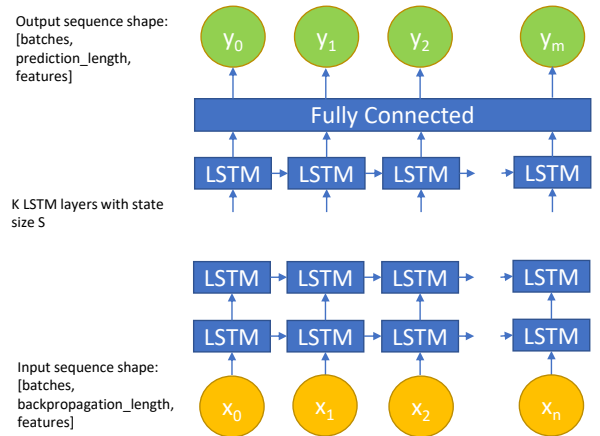 Output sequence shape:
[batches,
prediction_length,
features]
y0 y1 y2 ym
Fully Connected
LSTM LSTM LSTM LSTM
K LSTM layers with state
size S
LSTM LSTM LSTM LSTM
LSTM LSTM LSTM LSTM
Input sequence shape:
[batches,
backpropagation_length,
features]
x0 x1 x2 xn